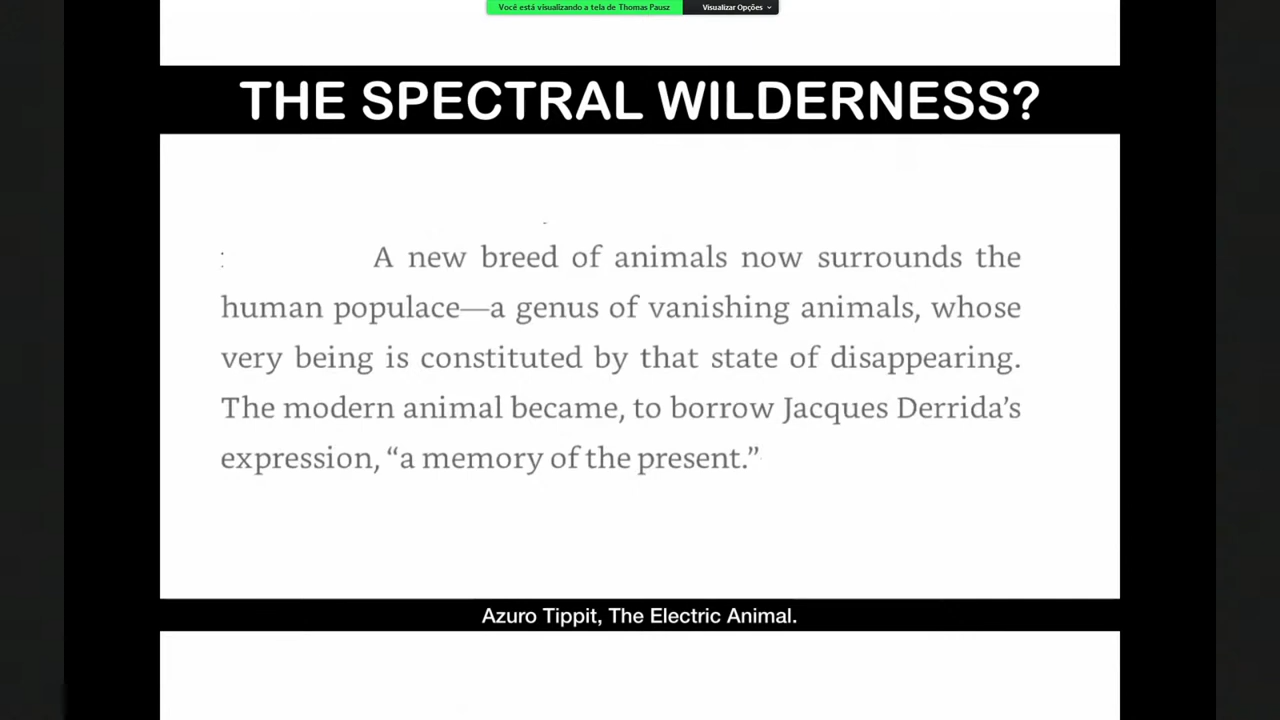 Você está visualizando a tela de Thomas Pausz Visualizar Opções
THE SPECTRAL WILDERNESS?
A new breed of animals now surrounds the
human populace—a genus of vanishing animals, whose
very being is constituted by that state of disappearing.
The modern animal became, to borrow Jacques Derrida’s
expression, “a memory of the present.”
Azuro Tippit, The Electric Animal.